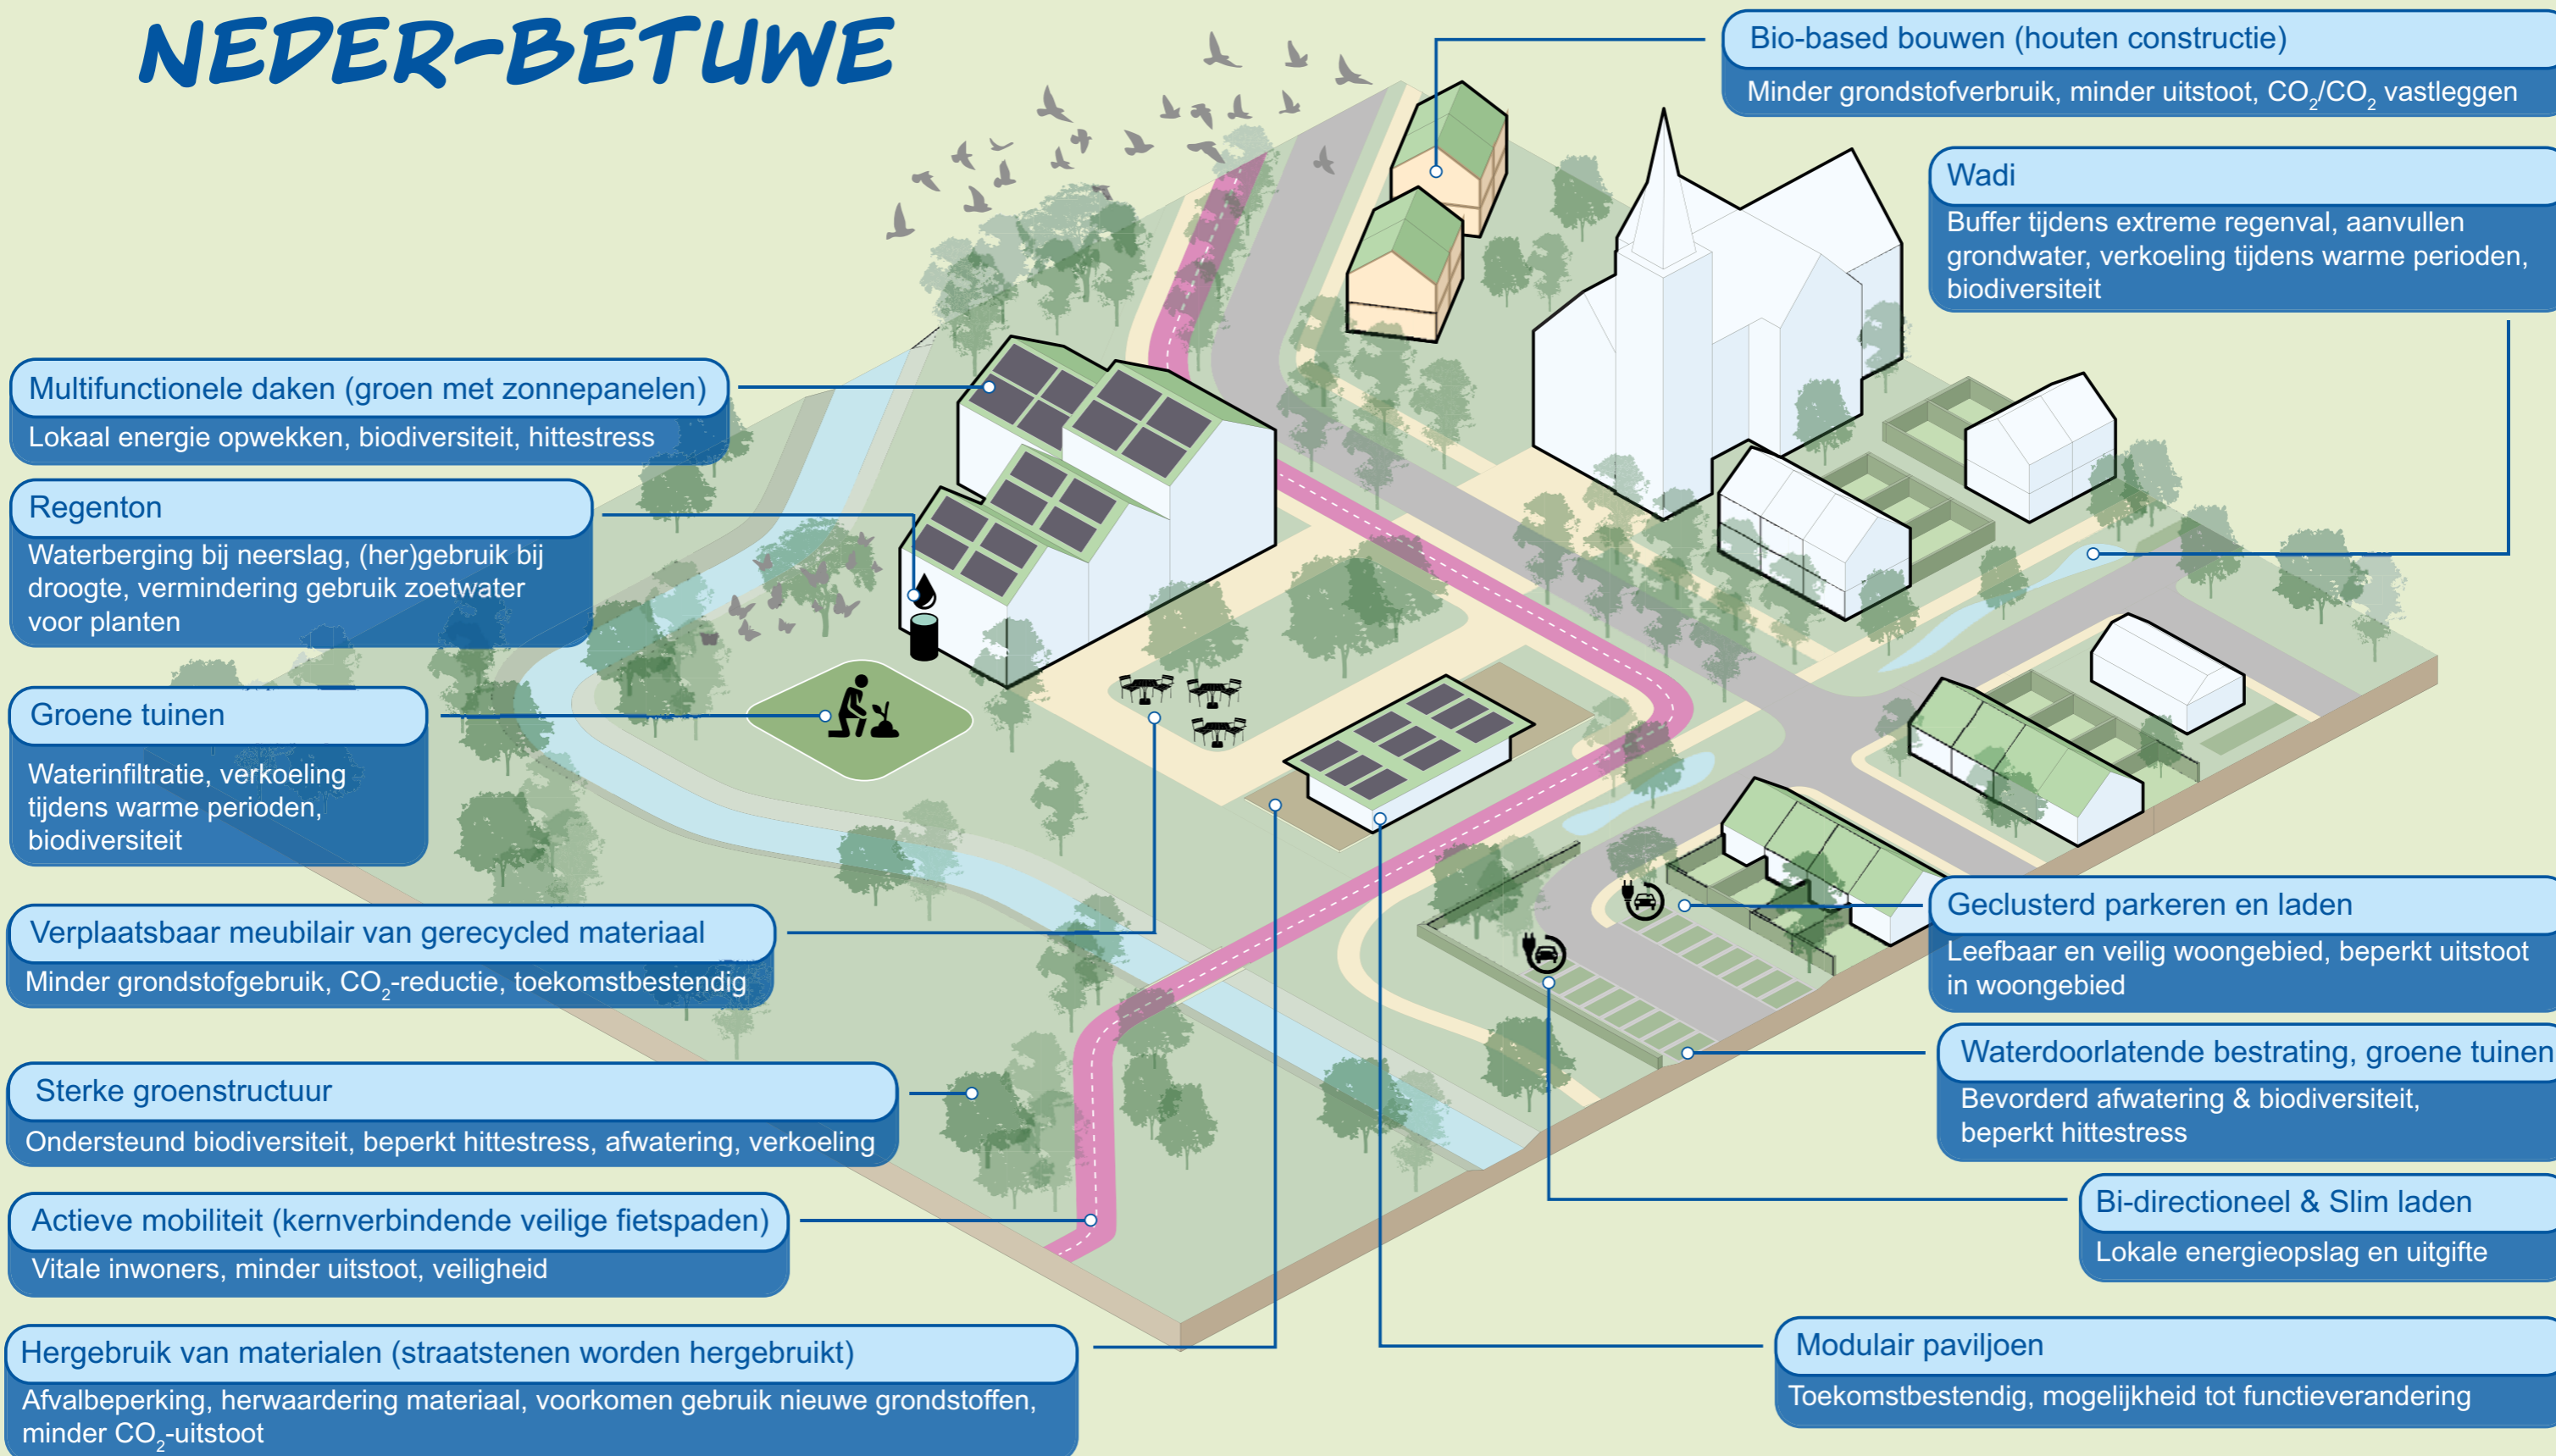 NEDER-BETUWE
Bio-based bouwen (houten constructie)
Minder grondstofverbruik, minder uitstoot, CO₂/CO₂ vastleggen
Wadi
Buffer tijdens extreme regenval, aanvullen
grondwater, verkoeling tijdens warme perioden,
biodiversiteit
Multifunctionele daken (groen met zonnepanelen)
Lokaal energie opwekken, biodiversiteit, hittestress
Regenton
Waterberging bij neerslag, (her)gebruik bij
droogte, vermindering gebruik zoetwater
voor planten
Groene tuinen
Waterinfiltratie, verkoeling
tijdens warme perioden,
biodiversiteit
Verplaatsbaar meubilair van gerecycled materiaal
Minder grondstofgebruik, CO₂-reductie, toekomstbestendig
Sterke groenstructuur
Ondersteund biodiversiteit, beperkt hittestress, afwatering, verkoeling
Actieve mobiliteit (kernverbindende veilige fietspaden)
Vitale inwoners, minder uitstoot, veiligheid
Hergebruik van materialen (straatstenen worden hergebruikt)
Afvalbeperking, herwaardering materiaal, voorkomen gebruik nieuwe grondstoffen,
minder CO₂-uitstoot
Geclusterd parkeren en laden
Leefbaar en veilig woongebied, beperkt uitstoot
in woongebied
Waterdoorlatende bestrating, groene tuinen
Bevorderd afwatering & biodiversiteit,
beperkt hittestress
Bi-directioneel & Slim laden
Lokale energieopslag en uitgifte
Modulair paviljoen
Toekomstbestendig, mogelijkheid tot functieverandering